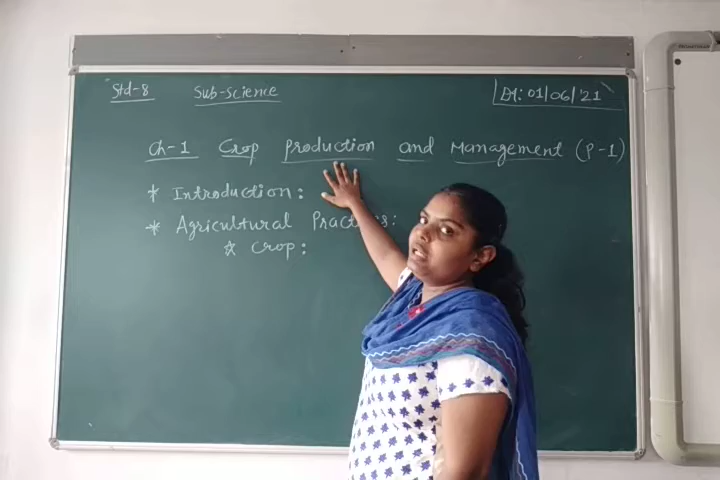 Std-8 Sub-Science Dt: 01/06/21
Ch-1 Crop production and Management (P-1)
* Introduction:
* Agricultural Practices:
* Crop: